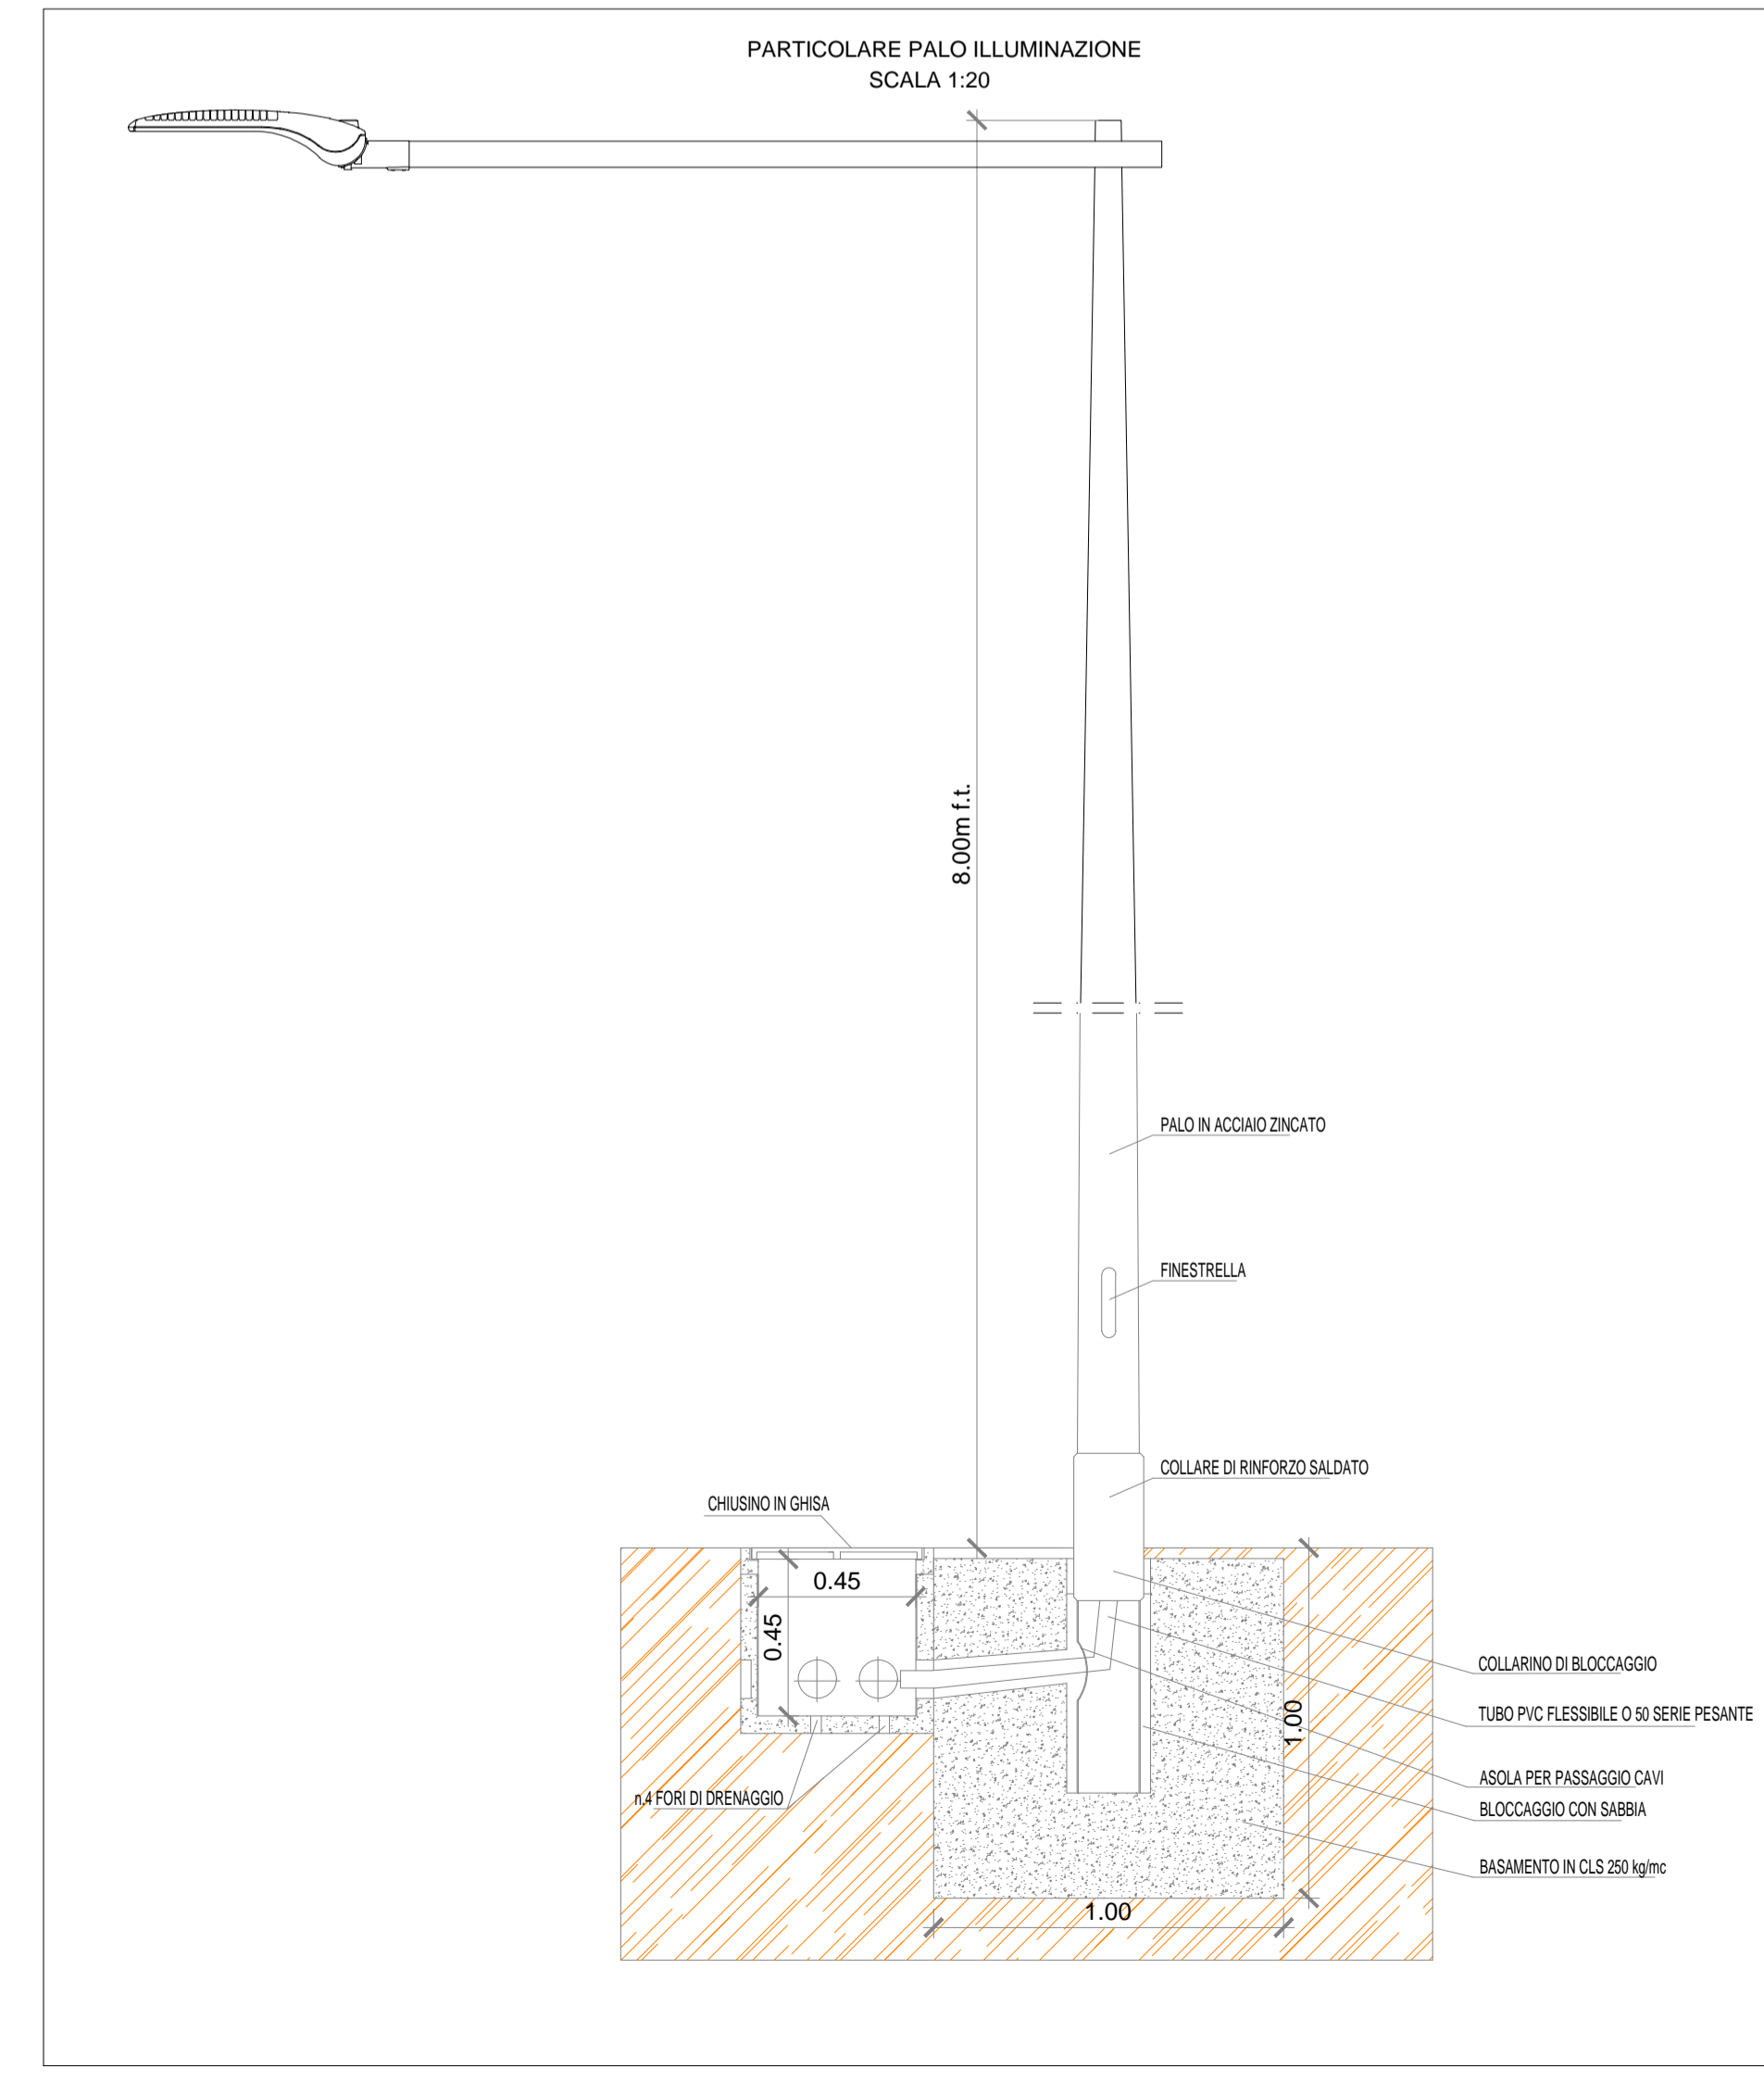 PARTICOLARE PALO ILLUMINAZIONE
SCALA 1:20
8.00m f.t.
PALO IN ACCIAIO ZINCATO
FINESTRELLA
COLLARE DI RINFORZO SALDATO
CHIUSINO IN GHISA
0.45
0.45
COLLARINO DI BLOCCAGGIO
TUBO PVC FLESSIBILE O 50 SERIE PESANTE
1.00
ASOLA PER PASSAGGIO CAVI
n.4 FORI DI DRENAGGIO
BLOCCAGGIO CON SABBIA
BASAMENTO IN CLS 250 kg/mc
1.00